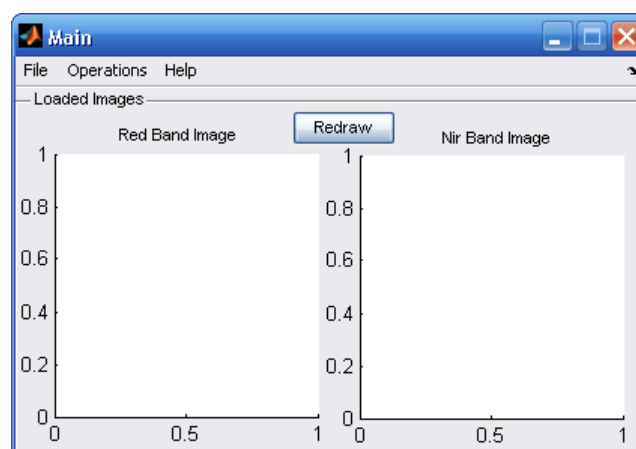 Main
File Operations Help
Loaded Images
Redraw
Red Band Image
Nir Band Image
1
0.8
0.6
0.4
0.2
0
0 0.5 1
1
0.8
0.6
0.4
0.2
0
0 0.5 1